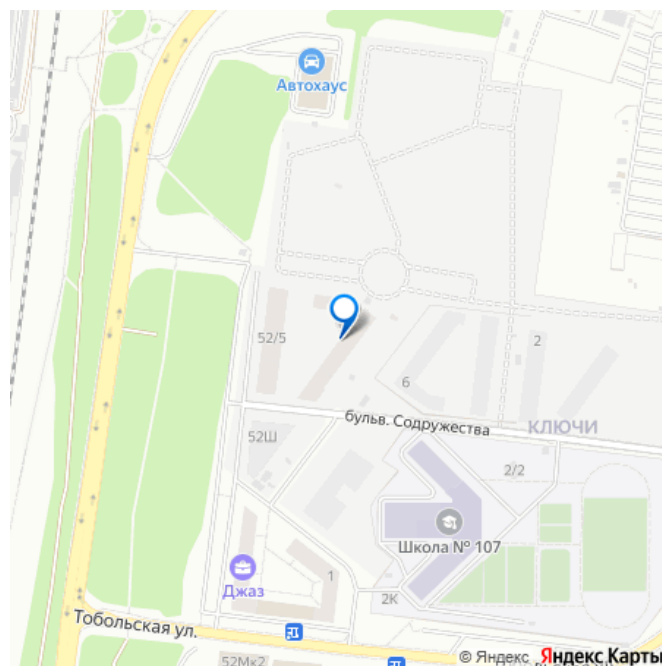 Автохаус
52/5
2
6
бульв. Содружества
КЛЮЧИ
52Ш
2/2
Школа № 107
Джаз
1
2К
Тобольская ул.
52Мк2
© Яндекс Яндекс Карты